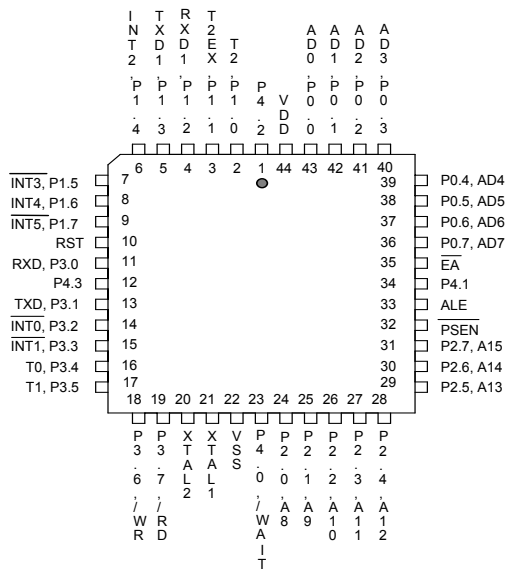 INT2, P1.4
TXD1, P1.3
RXD1, P1.2
T2EX, P1.1
T2, P1.0
P4.2
VDD
AD0, P0.0
AD1, P0.1
AD2, P0.2
AD3, P0.3
6 5 4 3 2 1 44 43 42 41 40
INT3, P1.5 7
INT4, P1.6 8
INT5, P1.7 9
RST 10
RXD, P3.0 11
P4.3 12
TXD, P3.1 13
INT0, P3.2 14
INT1, P3.3 15
T0, P3.4 16
T1, P3.5 17
39 P0.4, AD4
38 P0.5, AD5
37 P0.6, AD6
36 P0.7, AD7
35 EA
34 P4.1
33 ALE
32 PSEN
31 P2.7, A15
30 P2.6, A14
29 P2.5, A13
18 19 20 21 22 23 24 25 26 27 28
P3.6, /WR
P3.7, /RD
XTAL2
XTAL1
VSS
P4.0, /WAIT
P2.0, A8
P2.1, A9
P2.2, A10
P2.3, A11
P2.4, A12